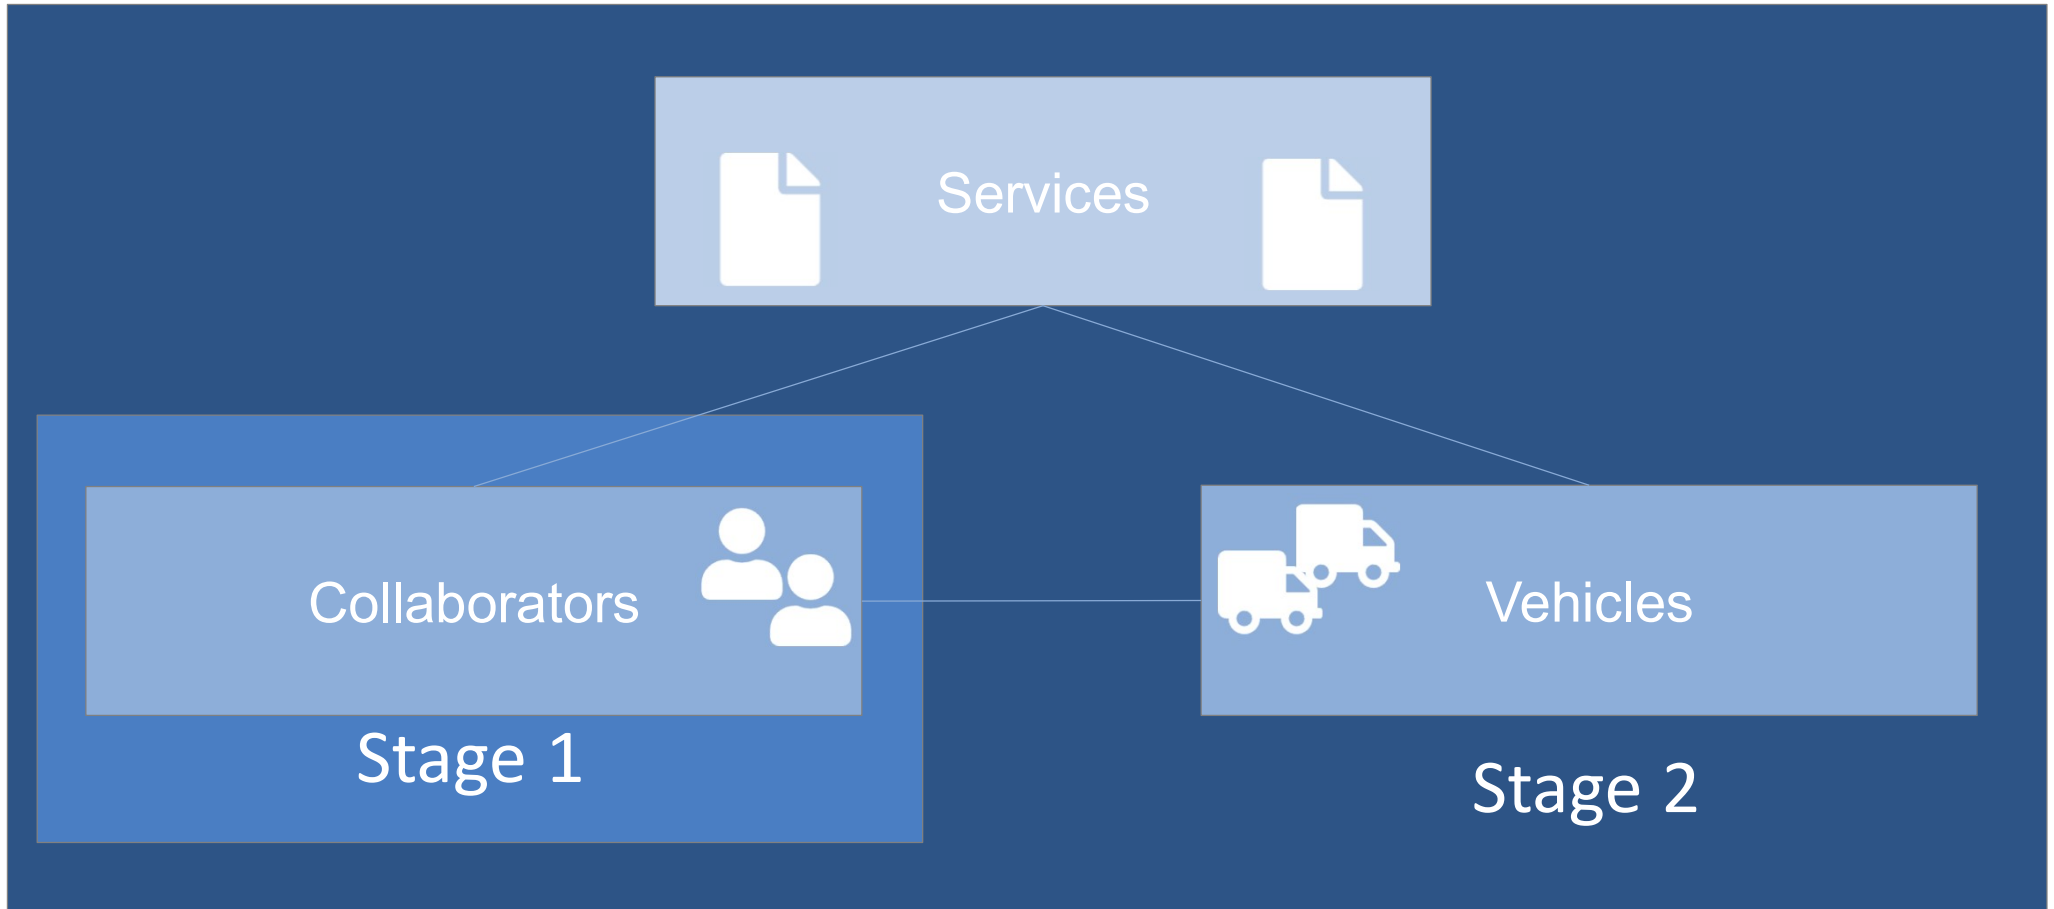 Services
Collaborators
Vehicles
Stage 1
Stage 2